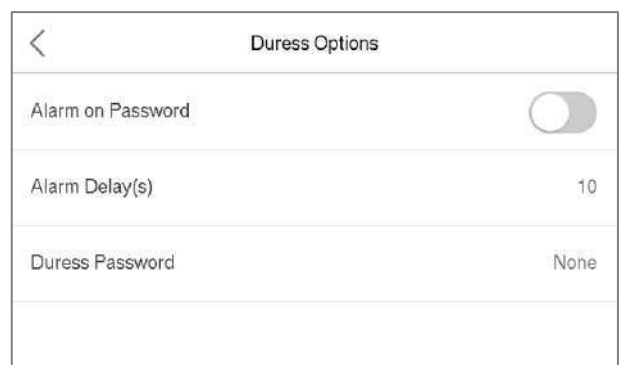 Duress Options
Alarm on Password
Alarm Delay(s) 10
Duress Password None